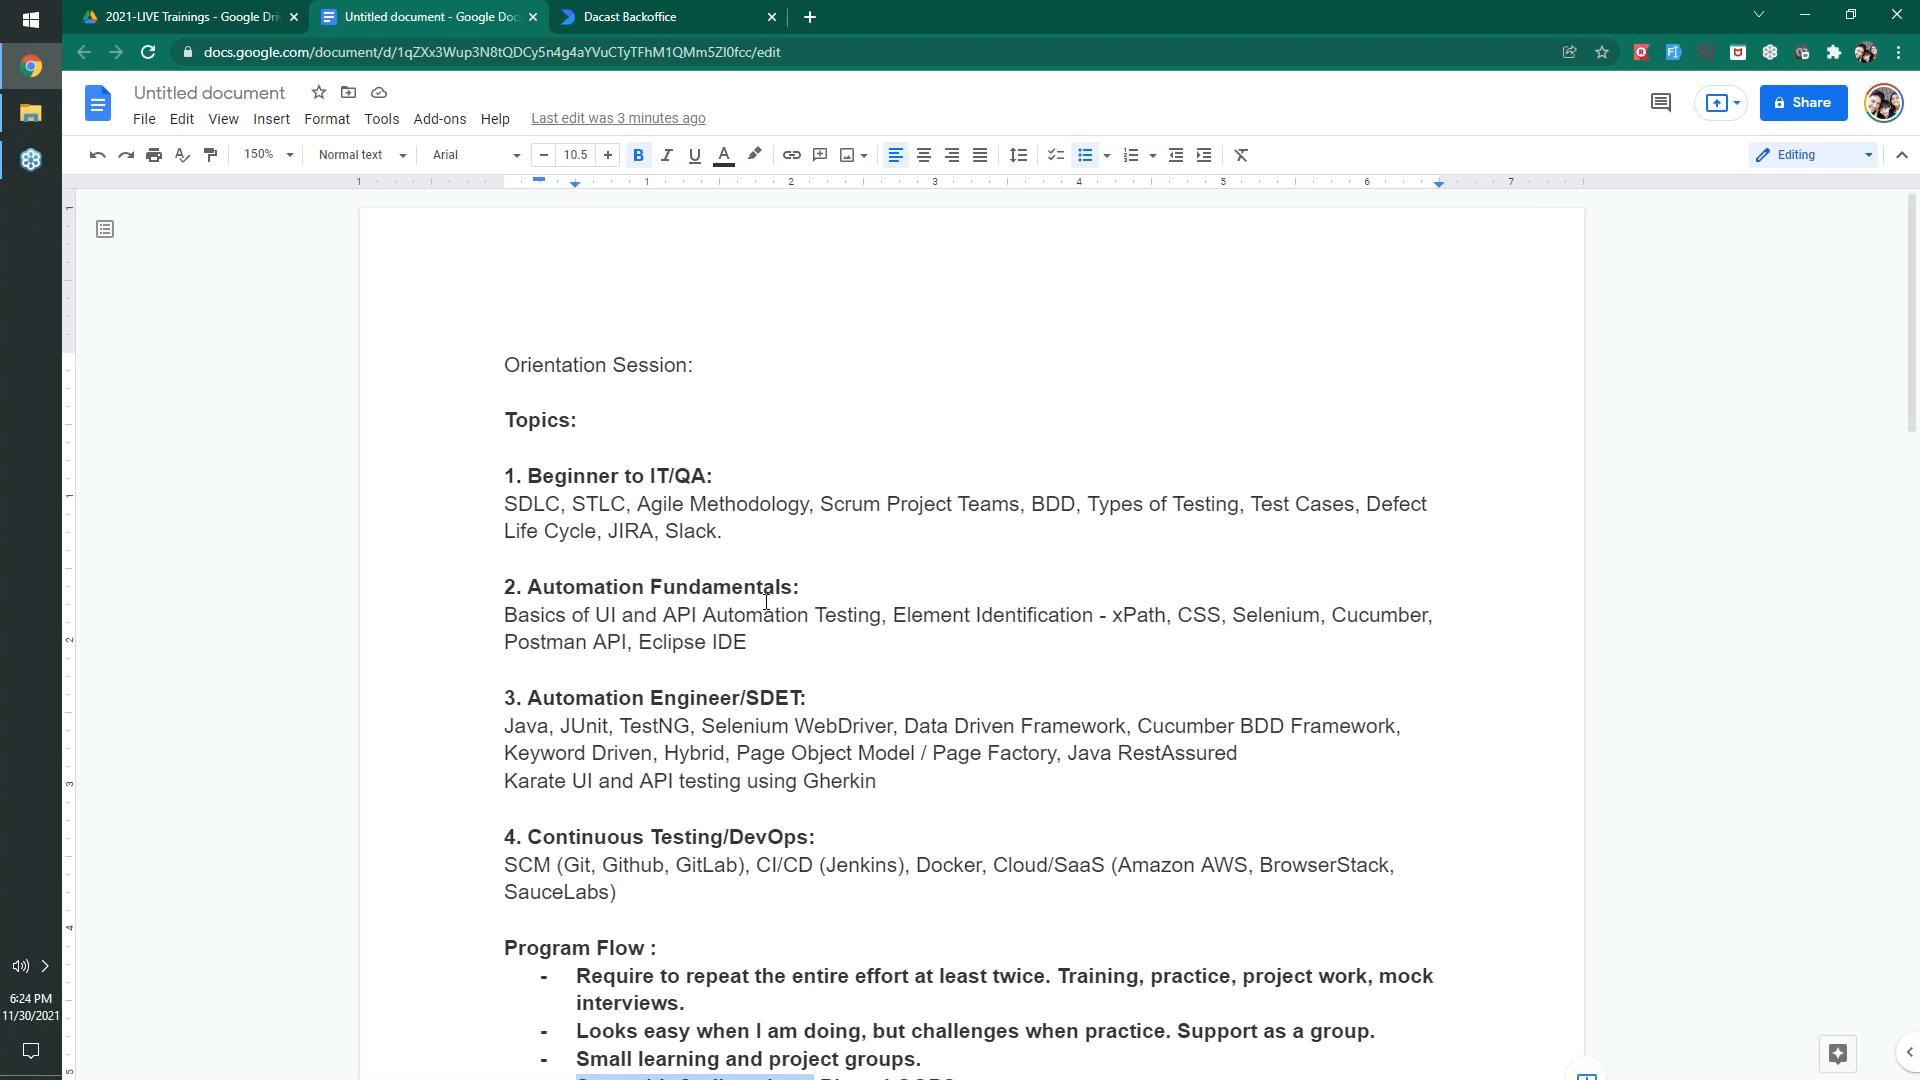 2021-LIVE Trainings - Google Dri
Untitled document - Google Doc
Dacast Backoffice
docs.google.com/document/d/1qZXx3Wup3N8tQDCy5n4g4aYVuCTyTFhM1QMm5Zl0fcc/edit
Untitled document
File Edit View Insert Format Tools Add-ons Help Last edit was 3 minutes ago
Share
150% Normal text Arial 10.5 Editing
1 1 2 3 4 5 6 7
Orientation Session:
Topics:
1. Beginner to IT/QA:
SDLC, STLC, Agile Methodology, Scrum Project Teams, BDD, Types of Testing, Test Cases, Defect
Life Cycle, JIRA, Slack.
2. Automation Fundamentals:
Basics of UI and API Automation Testing, Element Identification - xPath, CSS, Selenium, Cucumber,
Postman API, Eclipse IDE
3. Automation Engineer/SDET:
Java, JUnit, TestNG, Selenium WebDriver, Data Driven Framework, Cucumber BDD Framework,
Keyword Driven, Hybrid, Page Object Model / Page Factory, Java RestAssured
Karate UI and API testing using Gherkin
4. Continuous Testing/DevOps:
SCM (Git, Github, GitLab), CI/CD (Jenkins), Docker, Cloud/SaaS (Amazon AWS, BrowserStack,
SauceLabs)
Program Flow :
- Require to repeat the entire effort at least twice. Training, practice, project work, mock
interviews.
- Looks easy when I am doing, but challenges when practice. Support as a group.
- Small learning and project groups.
6:24 PM
11/30/2021